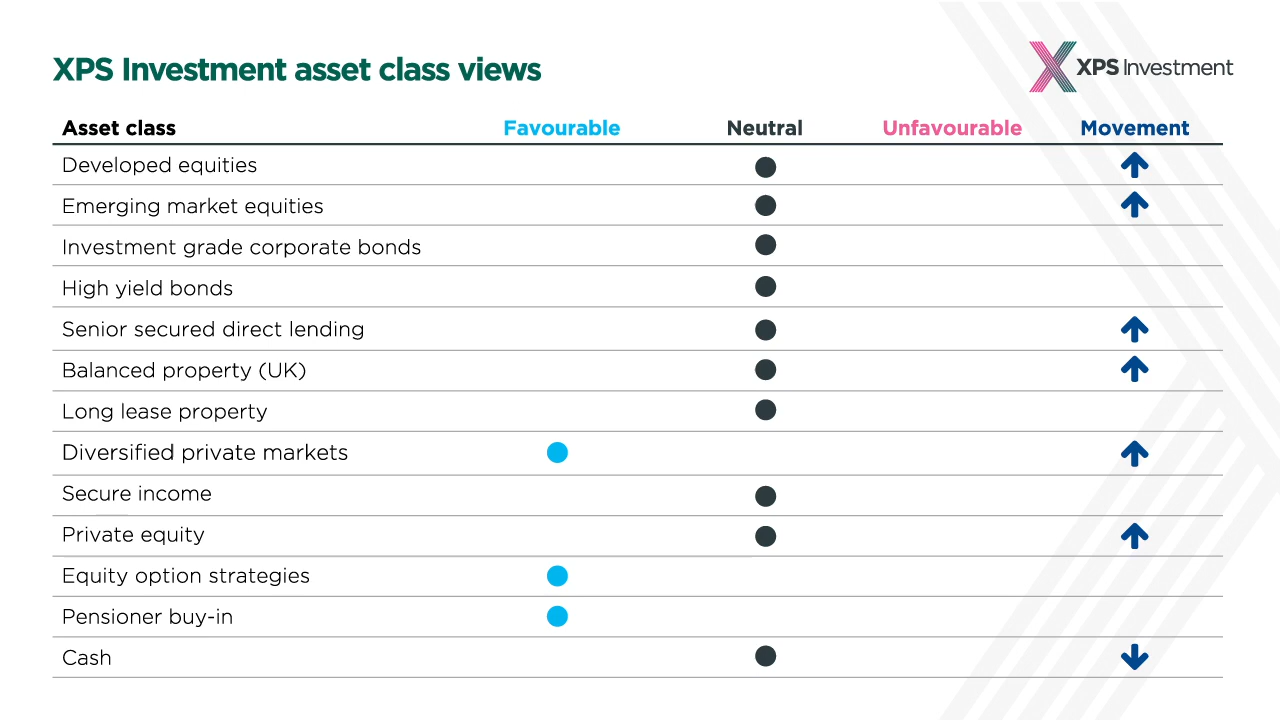 XPS Investment asset class views
XPS Investment
Asset class Favourable Neutral Unfavourable Movement
Developed equities
Emerging market equities
Investment grade corporate bonds
High yield bonds
Senior secured direct lending
Balanced property (UK)
Long lease property
Diversified private markets
Secure income
Private equity
Equity option strategies
Pensioner buy-in
Cash